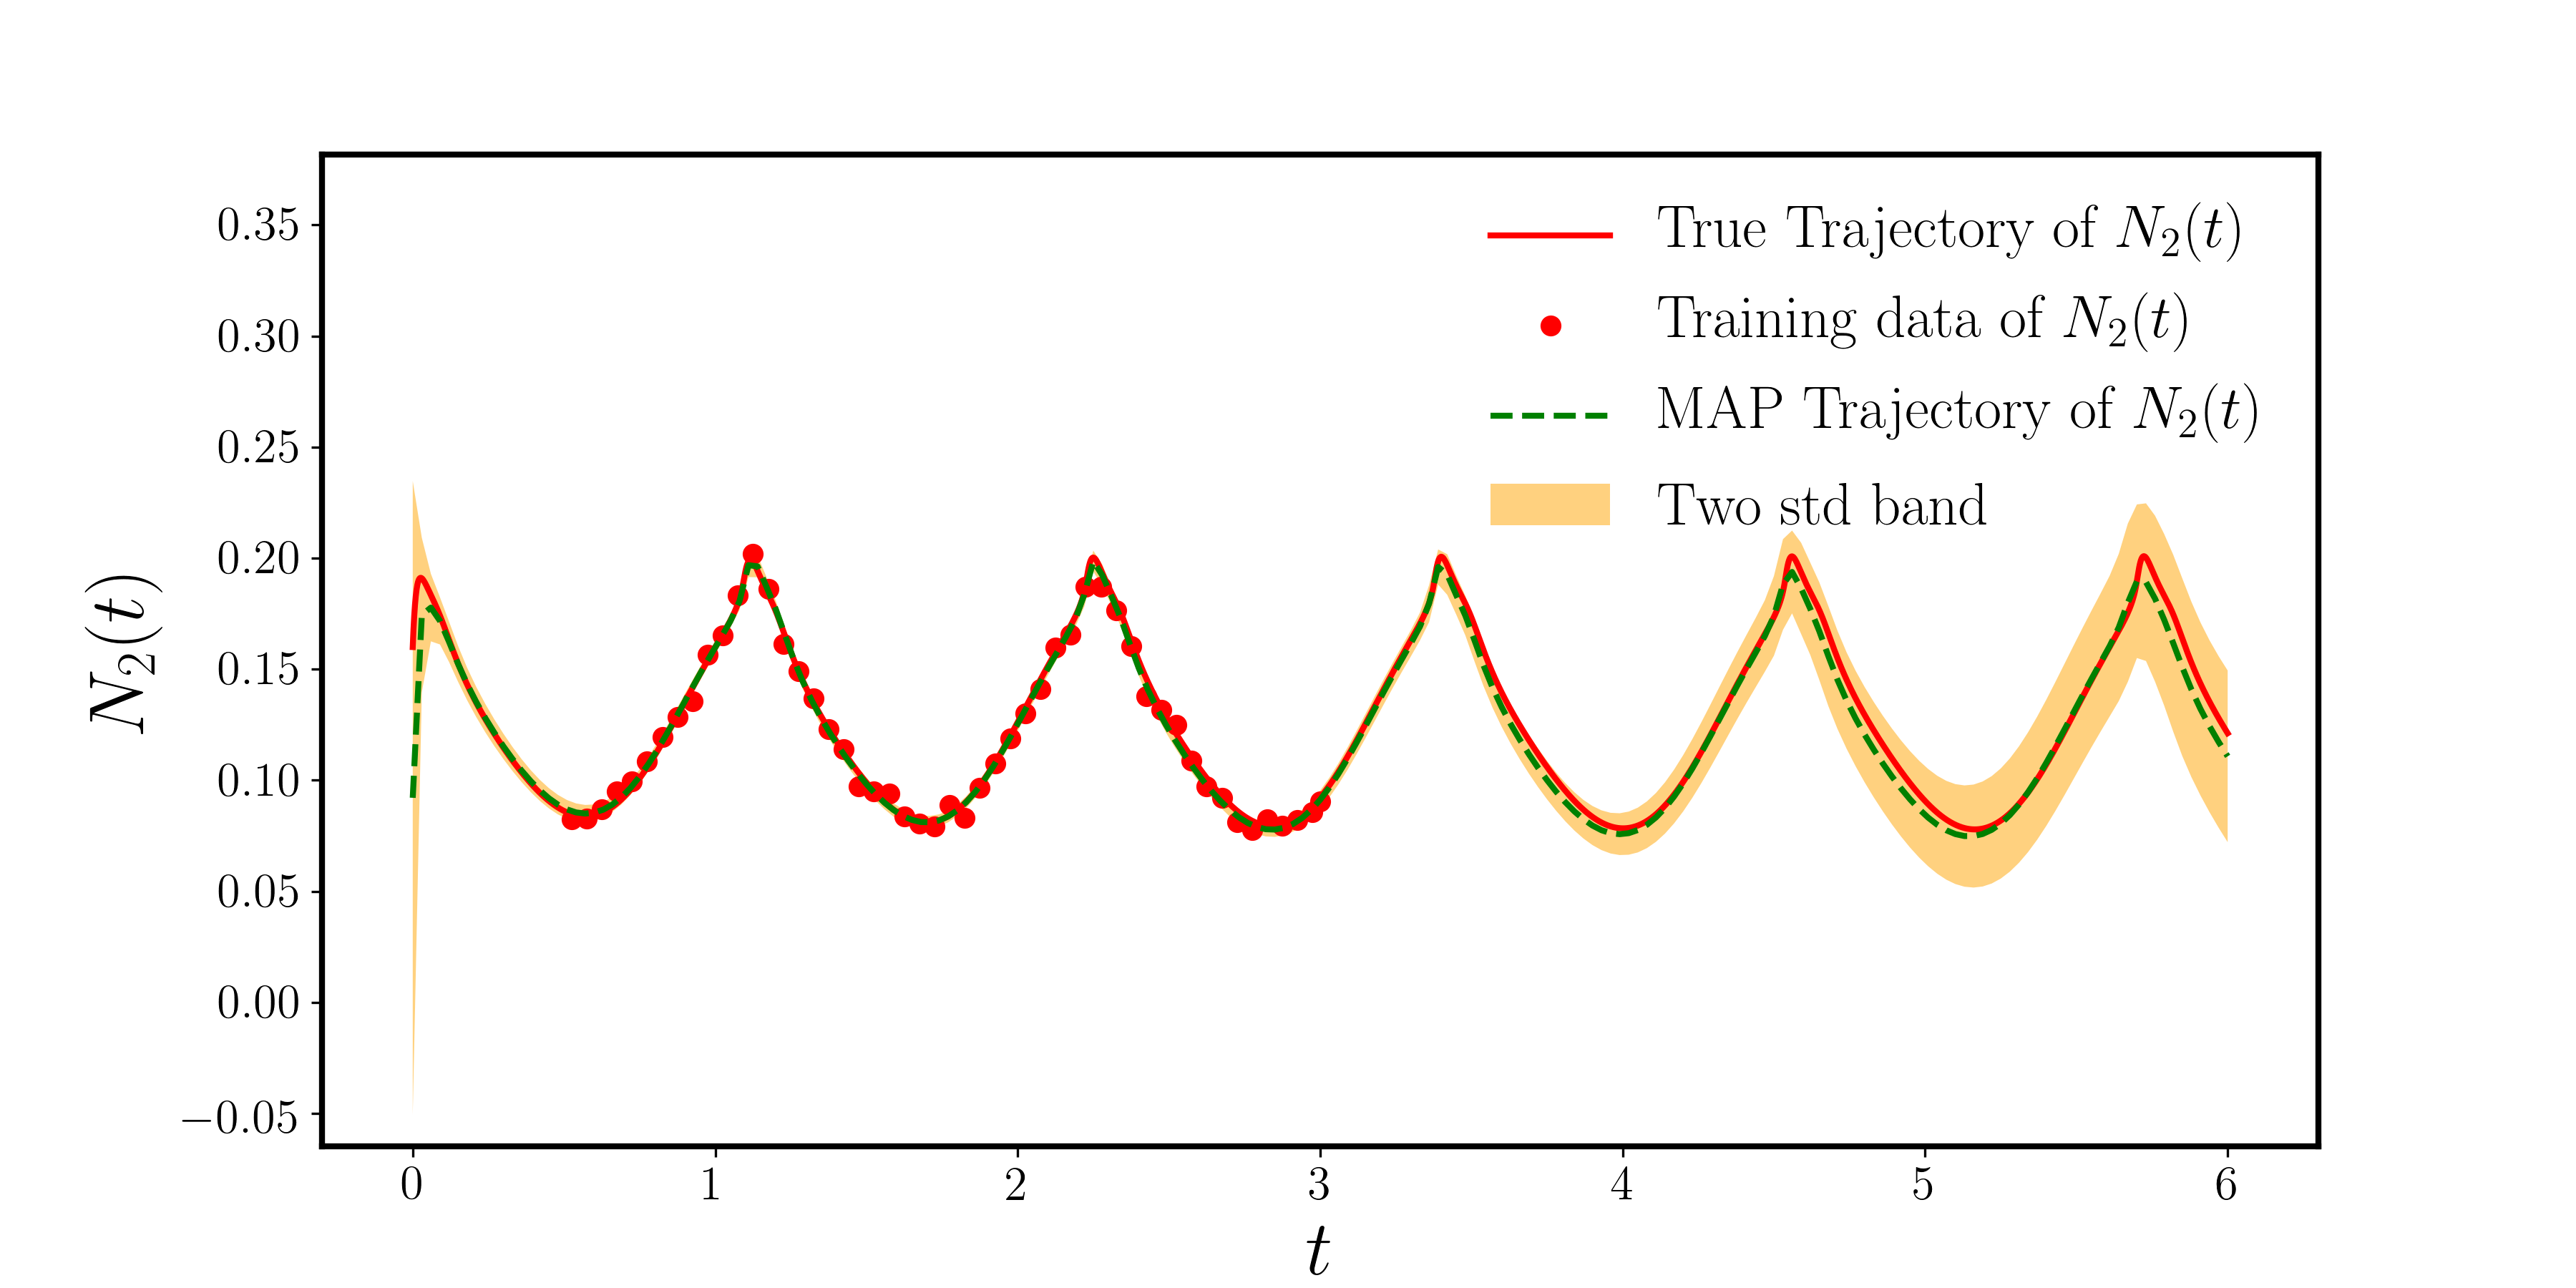 True Trajectory of N₂(t)
Training data of N₂(t)
MAP Trajectory of N₂(t)
Two std band
N₂(t)
0.35
0.30
0.25
0.20
0.15
0.10
0.05
0.00
−0.05
0 1 2 3 4 5 6
t